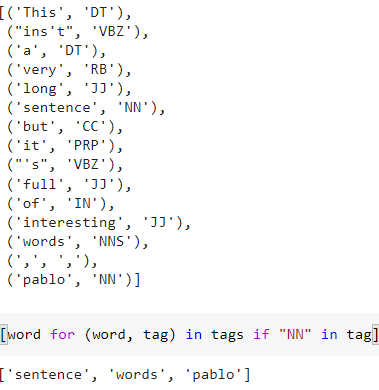 [('This', 'DT'),
("ins't", 'VBZ'),
('a', 'DT'),
('very', 'RB'),
('long', 'JJ'),
('sentence', 'NN'),
('but', 'CC'),
('it', 'PRP'),
("'s", 'VBZ'),
('full', 'JJ'),
('of', 'IN'),
('interesting', 'JJ'),
('words', 'NNS'),
(',', ','),
('pablo', 'NN')]
[word for (word, tag) in tags if "NN" in tag]
['sentence', 'words', 'pablo']